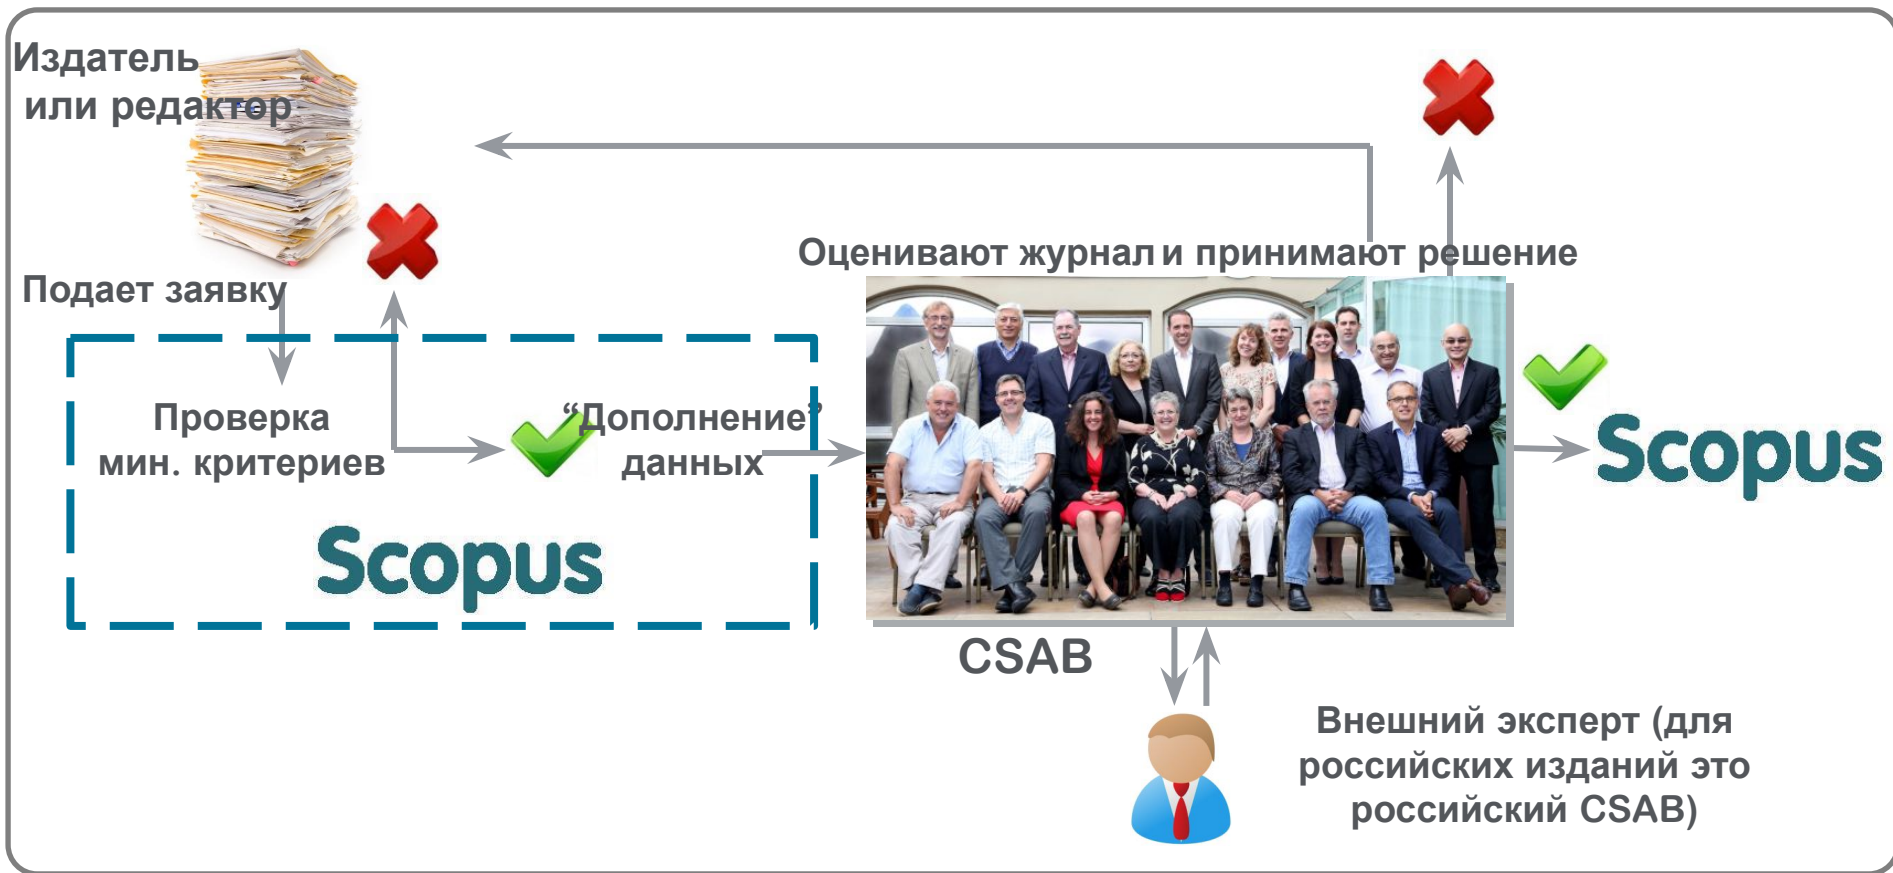 Издатель
или редактор
Подает заявку
Проверка
мин. критериев
“Дополнение”
данных
Scopus
Оценивают журнал и принимают решение
CSAB
Scopus
Внешний эксперт (для
российских изданий это
российский CSAB)